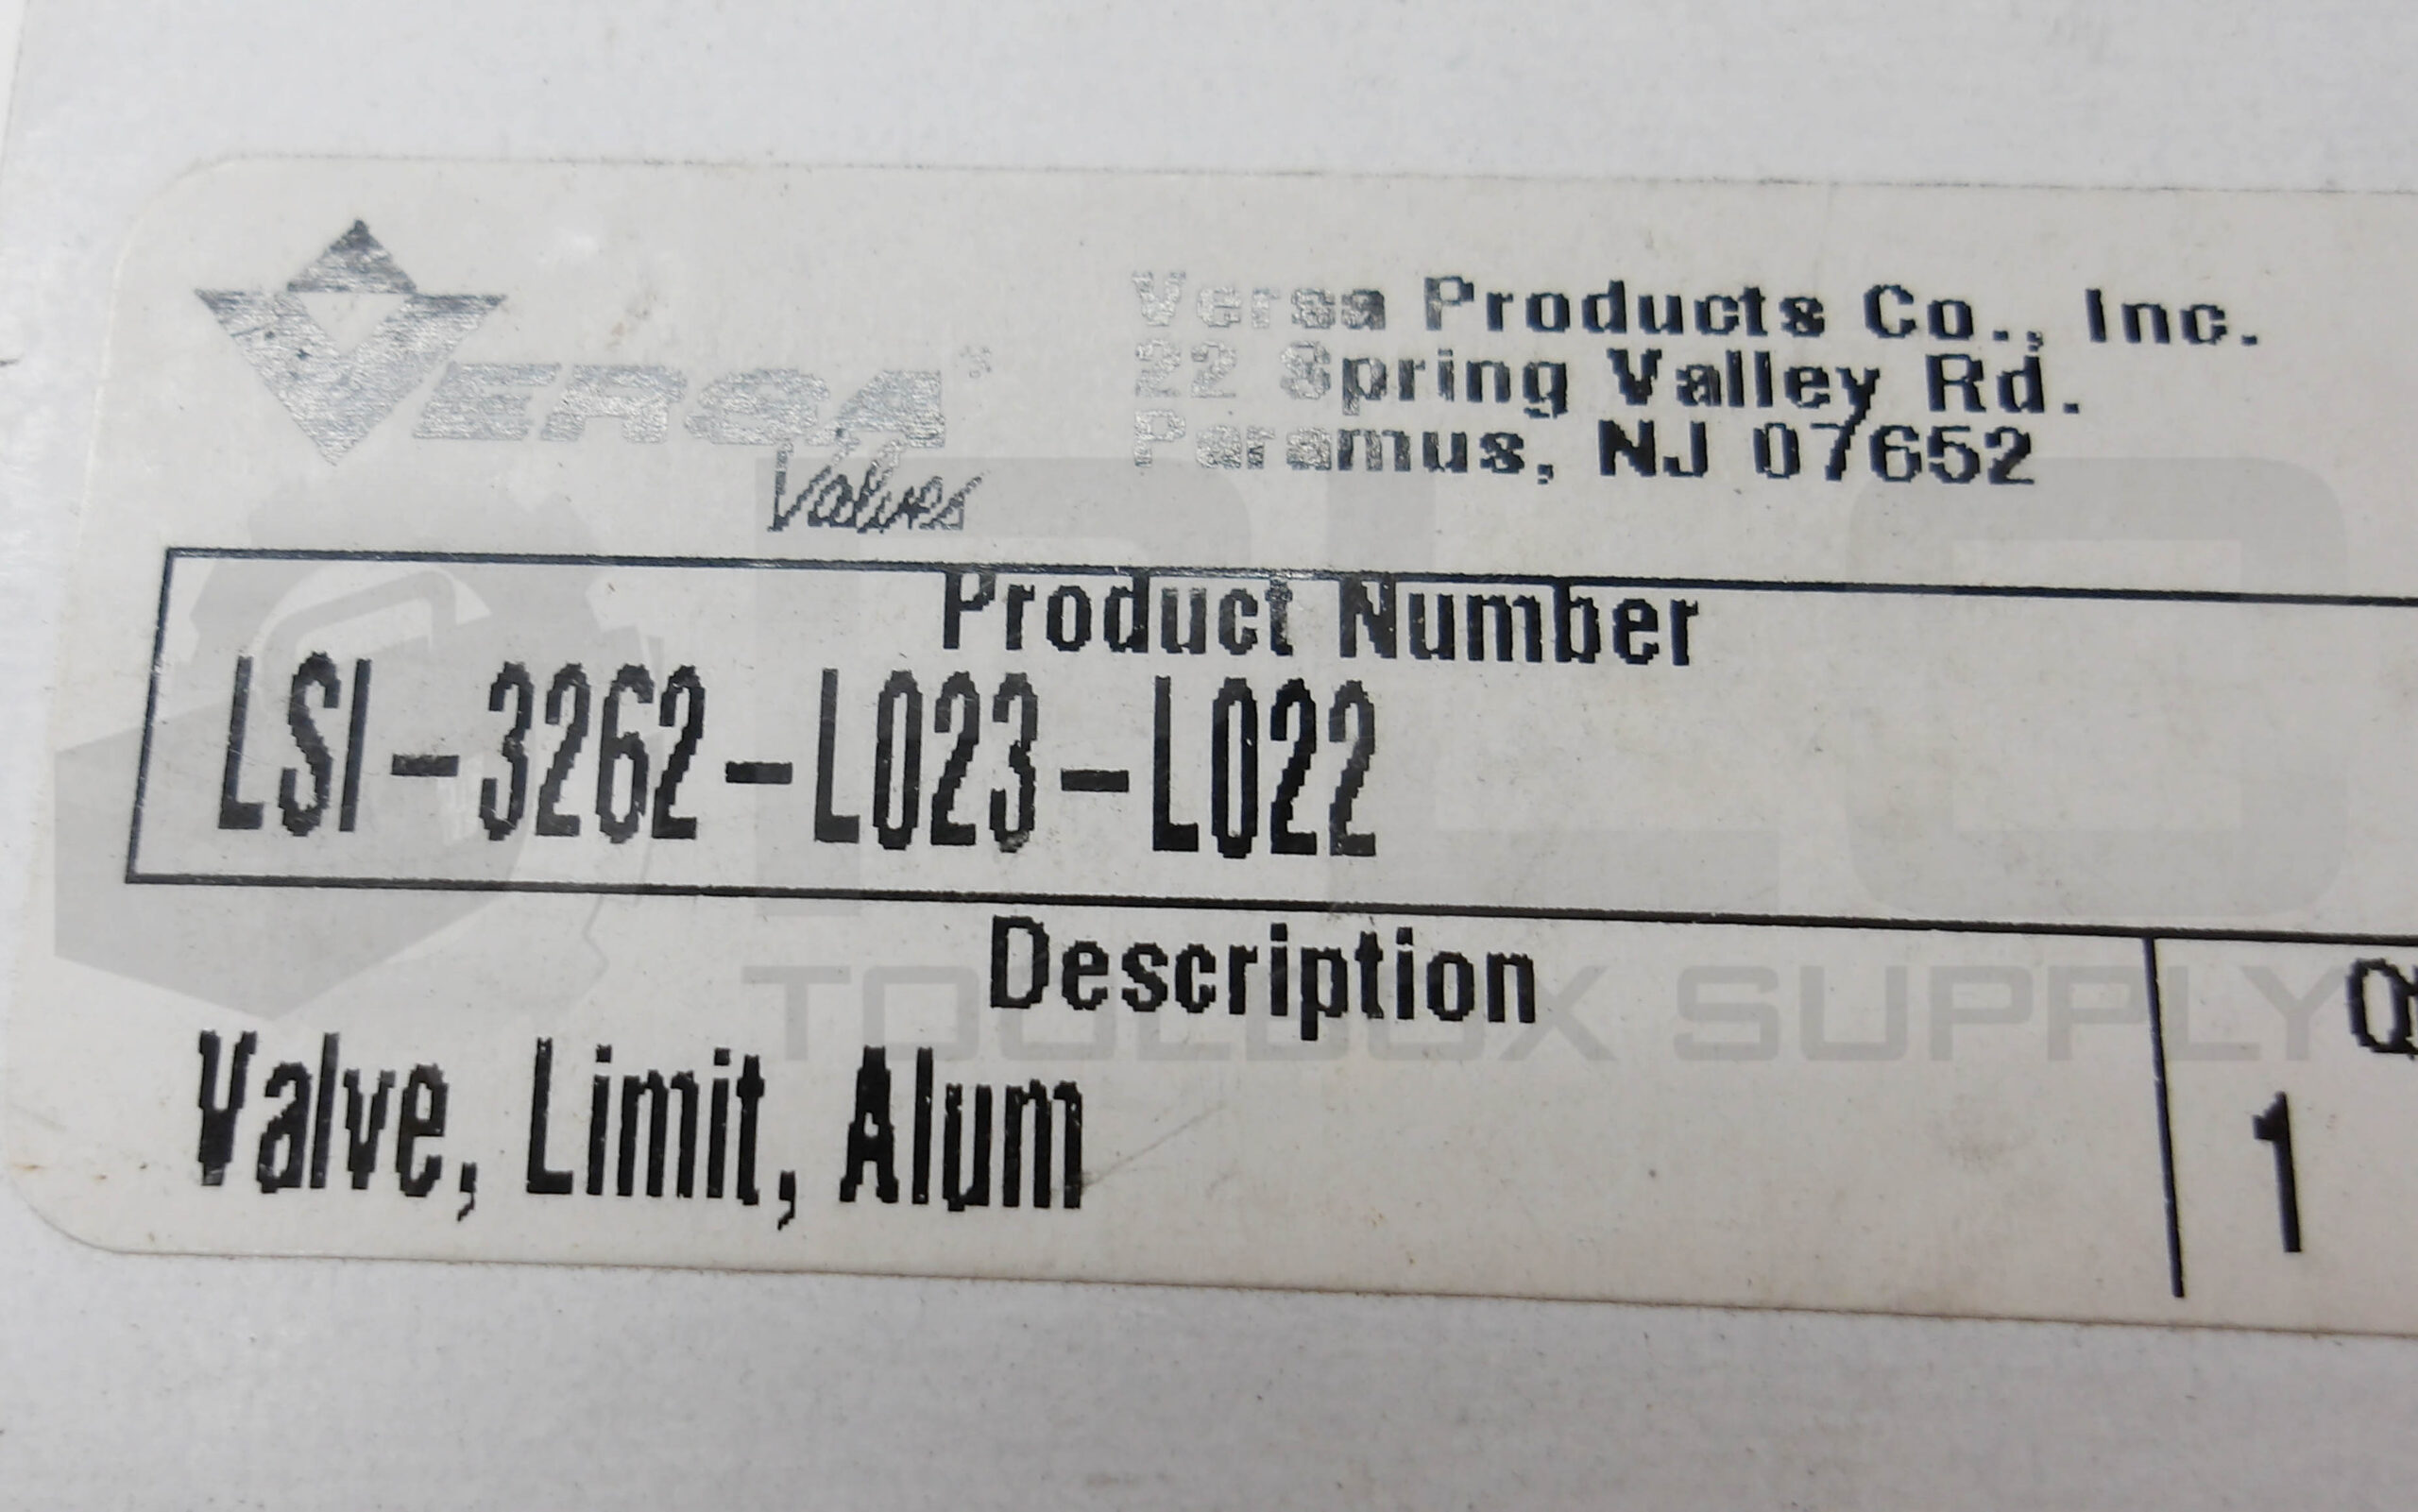 VERSA®
Valves
Versa Products Co., Inc.
22 Spring Valley Rd.
Paramus, NJ 07652
Product Number
LSI-3262-L023-L022
Description
Valve, Limit, Alum
1
PLC
TOOLBOX SUPPLY